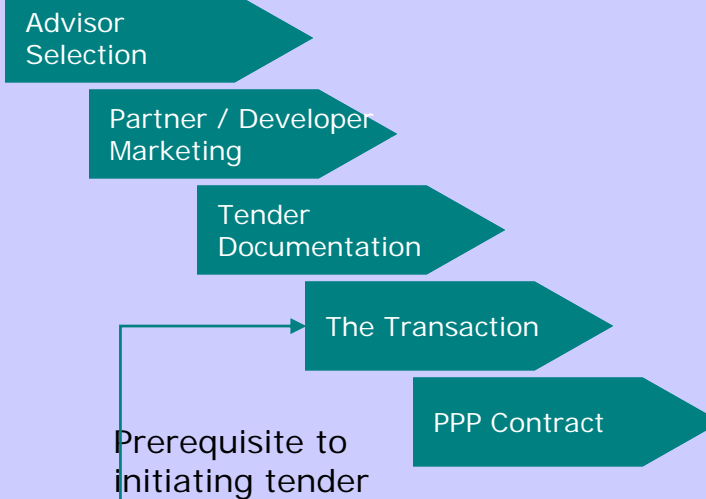 Advisor
Selection
Partner / Developer
Marketing
Tender
Documentation
The Transaction
PPP Contract
Prerequisite to
initiating tender